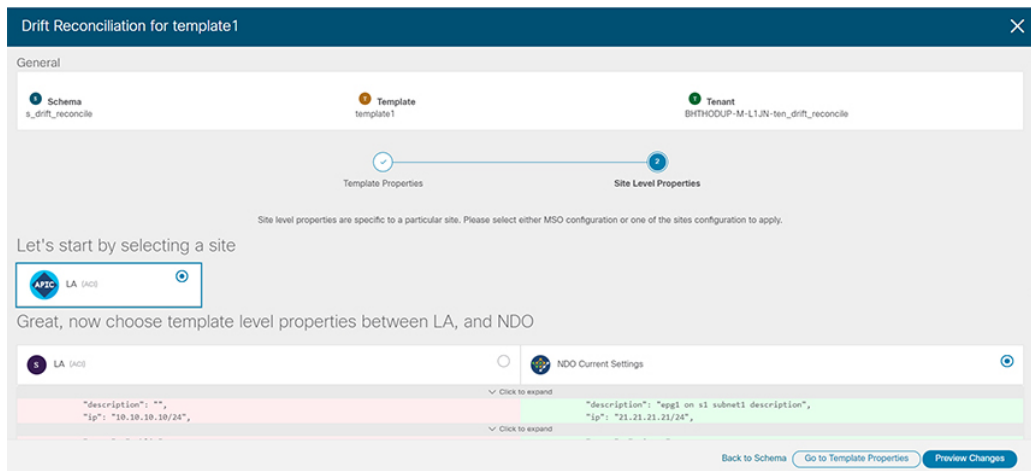 Drift Reconciliation for template1
General
S Schema
s_drift_reconcile
T Template
template1
T Tenant
BHTHODUP-M-L1JN-ten_drift_reconcile
Template Properties
2
Site Level Properties
Site level properties are specific to a particular site. Please select either MSO configuration or one of the sites configuration to apply.
Let's start by selecting a site
APIC LA (ACI)
Great, now choose template level properties between LA, and NDO
S LA (ACI)
NDO Current Settings
Click to expand
"description": "",
"ip": "10.10.10.10/24",
"description": "epg1 on s1 subnet1 description",
"ip": "21.21.21.21/24",
Click to expand
Back to Schema Go to Template Properties Preview Changes